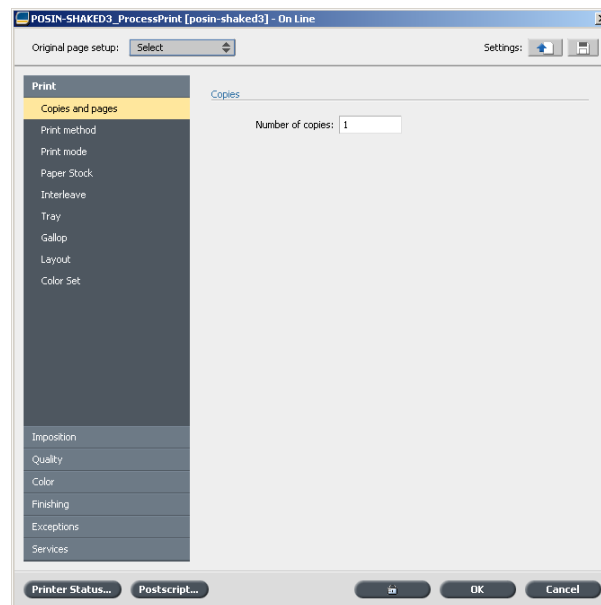 POSIN-SHAKED3_ProcessPrint [posin-shaked3] - On Line
Original page setup: Select Settings:
Print
Copies and pages
Print method
Print mode
Paper Stock
Interleave
Tray
Gallop
Layout
Color Set
Imposition
Quality
Color
Finishing
Exceptions
Services
Copies
Number of copies: 1
Printer Status... Postscript... OK Cancel